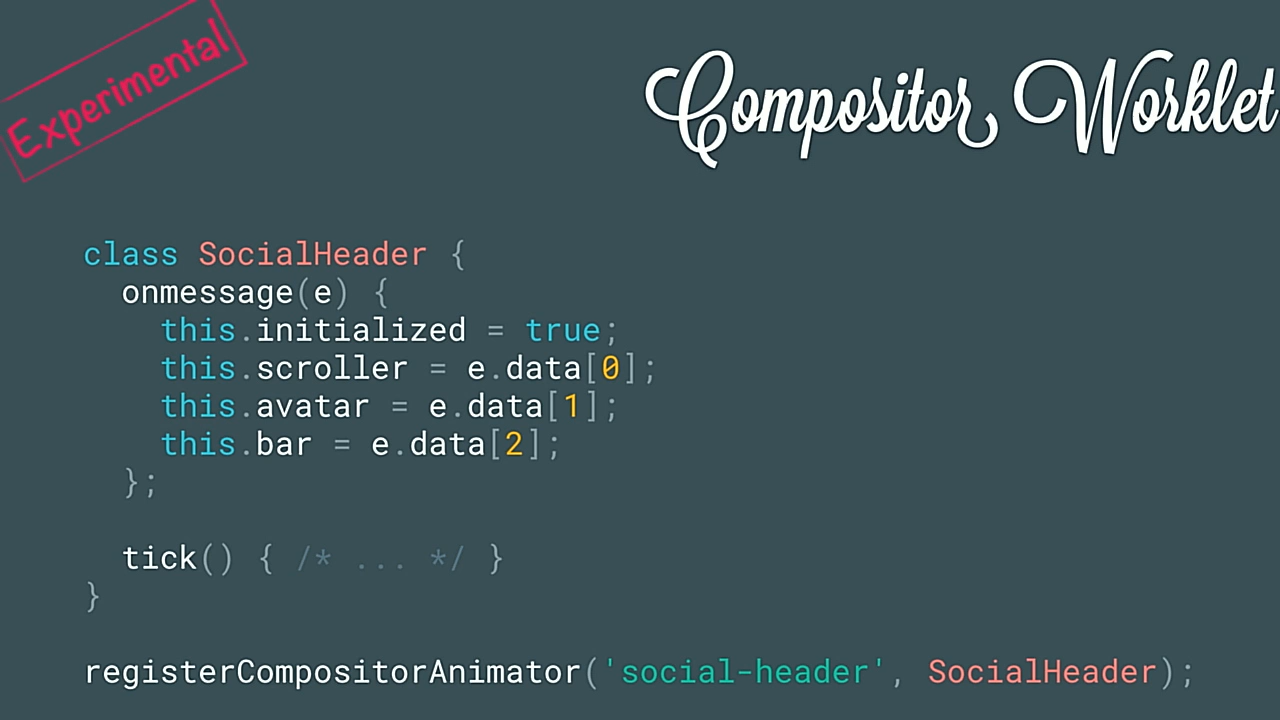 Experimental
Compositor Worklet
class SocialHeader {
  onmessage(e) {
    this.initialized = true;
    this.scroller = e.data[0];
    this.avatar = e.data[1];
    this.bar = e.data[2];
  };

  tick() { /* ... */ }
}

registerCompositorAnimator('social-header', SocialHeader);